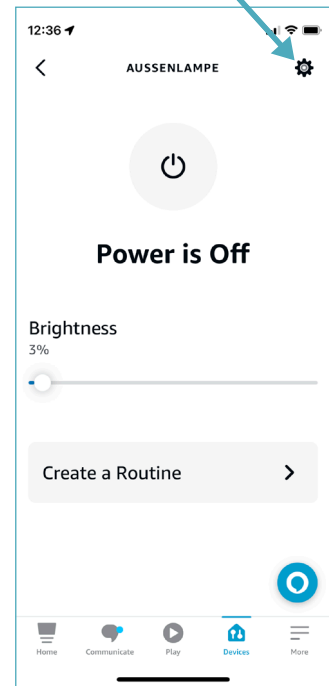 12:36
AUSSENLAMPE
Power is Off
Brightness
3%
Create a Routine
Home Communicate Play Devices More